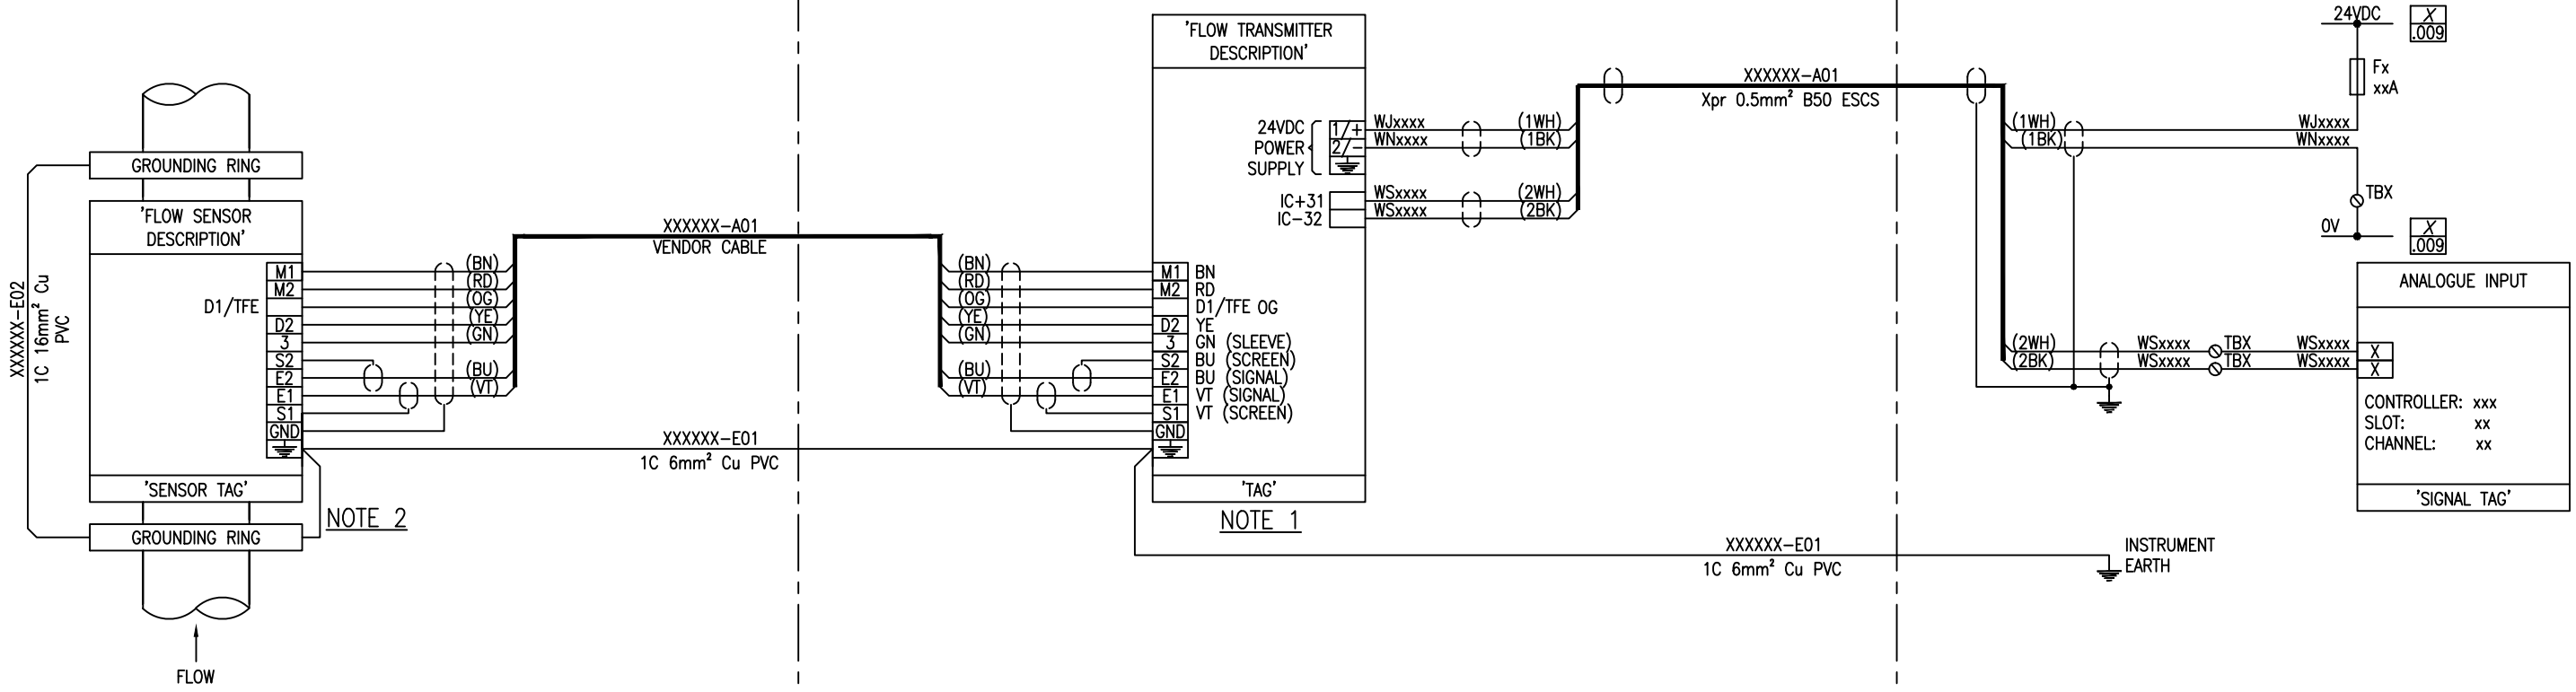 XXXXXX-E02
1C 16mm² Cu
PVC
GROUNDING RING
'FLOW SENSOR
DESCRIPTION'
M1
M2
D1/TFE
D2
3
S2
E2
E1
S1
GND
'SENSOR TAG'
GROUNDING RING
NOTE 2
FLOW
(BN)
(RD)
(OG)
(YE)
(GN)
(BU)
(VT)
XXXXXX-A01
VENDOR CABLE
XXXXXX-E01
1C 6mm² Cu PVC
(BN)
(RD)
(OG)
(YE)
(GN)
(BU)
(VT)
'FLOW TRANSMITTER
DESCRIPTION'
24VDC
POWER
SUPPLY
1/+
2/-
IC+31
IC-32
M1 BN
M2 RD
D1/TFE OG
D2 YE
3 GN (SLEEVE)
S2 BU (SCREEN)
E2 BU (SIGNAL)
E1 VT (SIGNAL)
S1 VT (SCREEN)
GND
'TAG'
NOTE 1
WJxxxx (1WH)
WNxxxx (1BK)
WSxxxx (2WH)
WSxxxx (2BK)
XXXXXX-A01
Xpr 0.5mm² B50 ESCS
XXXXXX-E01
1C 6mm² Cu PVC
INSTRUMENT
EARTH
24VDC
X
.009
Fx
xxA
(1WH) WJxxxx
(1BK) WNxxxx
TBX
0V
X
.009
(2WH) WSxxxx TBX WSxxxx X
(2BK) WSxxxx TBX WSxxxx X
ANALOGUE INPUT
CONTROLLER: xxx
SLOT: xx
CHANNEL: xx
'SIGNAL TAG'